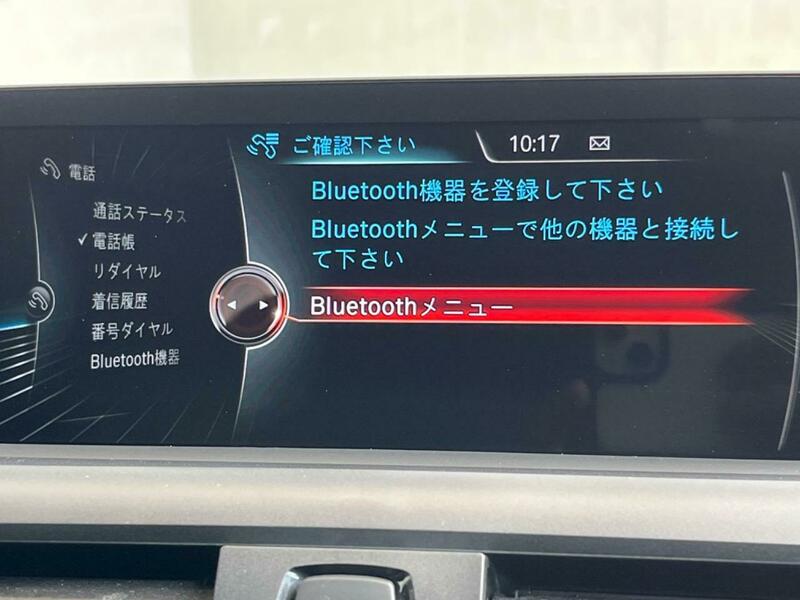 電話
通話ステータス
電話帳
リダイヤル
着信履歴
番号ダイヤル
Bluetooth機器
ご確認下さい
10:17
Bluetooth機器を登録して下さい
Bluetoothメニューで他の機器と接続し
て下さい
Bluetoothメニュー